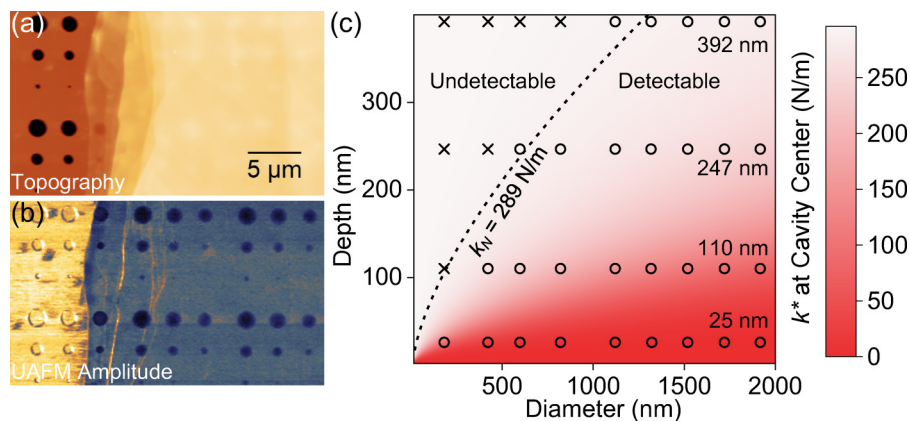 (a)
Topography
5 μm
(b)
UAFM Amplitude
(c)
Undetectable
Detectable
392 nm
247 nm
110 nm
25 nm
kN = 289 N/m
Depth (nm)
300
200
100
500
1000
1500
2000
Diameter (nm)
250
200
150
100
50
0
k* at Cavity Center (N/m)